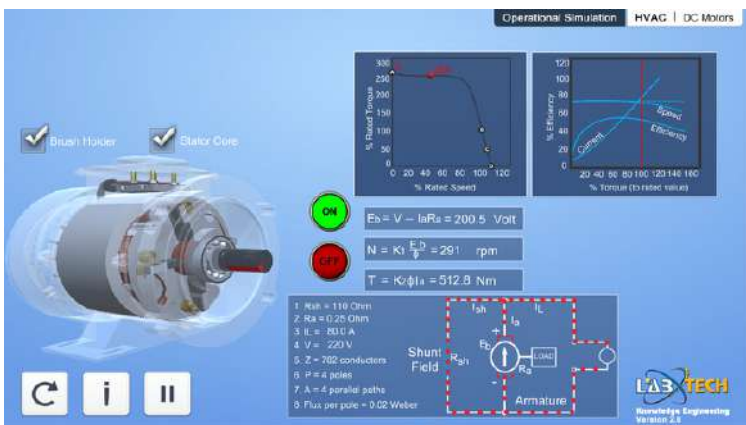 Operational Simulation HVAC | DC Motors
Brush Holder
Stator Core
% Rated Torque
300
250
200
150
100
50
0
0 20 40 60 80 100 120 140
% Rated Speed
% Efficiency
120
100
80
60
40
20
0
Speed
Efficiency
Current
20 40 60 80 100 120 140 160
% Torque (to rated value)
ON
OFF
Eb = V – IaRa = 200.5 Volt
N = K1 Eb/ϕ = 291 rpm
T = K2ϕIa = 512.8 Nm
1. Rsh = 110 Ohm
2. Ra = 0.25 Ohm
3. IL = 80.0 A
4. V = 220 V
5. Z = 702 conductors
6. P = 4 poles
7. A = 4 parallel paths
8. Flux per pole = 0.02 Weber
Ish
IL
Ia
+
Eb
Shunt
Field
Rsh
LOAD
Ra
-
Armature
LABTECH
Knowledge Engineering
Version 2.0